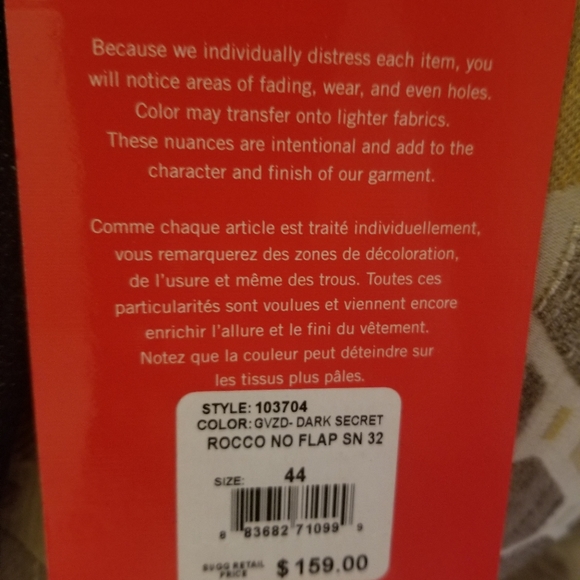 Because we individually distress each item, you
will notice areas of fading, wear, and even holes.
Color may transfer onto lighter fabrics.
These nuances are intentional and add to the
character and finish of our garment.
Comme chaque article est traité individuellement,
vous remarquerez des zones de décoloration,
de l'usure et même des trous. Toutes ces
particularités sont voulues et viennent encore
enrichir l'allure et le fini du vêtement.
Notez que la couleur peut déteindre sur
les tissus plus pâles.
STYLE: 103704
COLOR: GVZD- DARK SECRET
ROCCO NO FLAP SN 32
SIZE: 44
8 83682 71099 9
SUGG RETAIL
PRICE $ 159.00